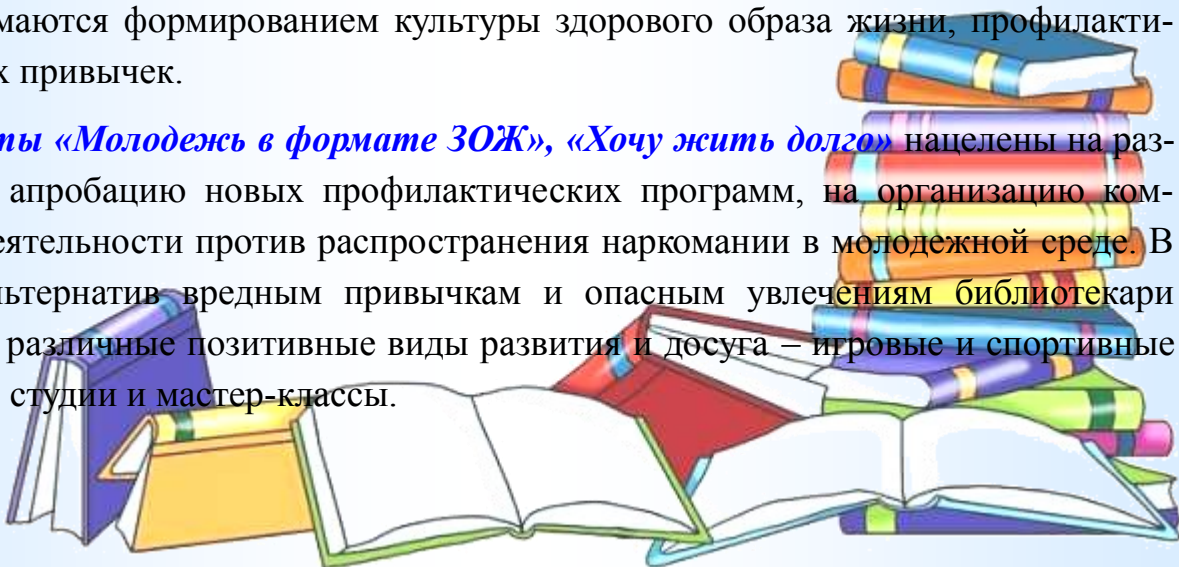 маются формированием культуры здорового образа жизни, профилакти-
х привычек.
ты «Молодежь в формате ЗОЖ», «Хочу жить долго» нацелены на раз-
апробацию новых профилактических программ, на организацию ком-
еятельности против распространения наркомании в молодежной среде. В
льтернатив вредным привычкам и опасным увлечениям библиотекари
различные позитивные виды развития и досуга – игровые и спортивные
студии и мастер-классы.